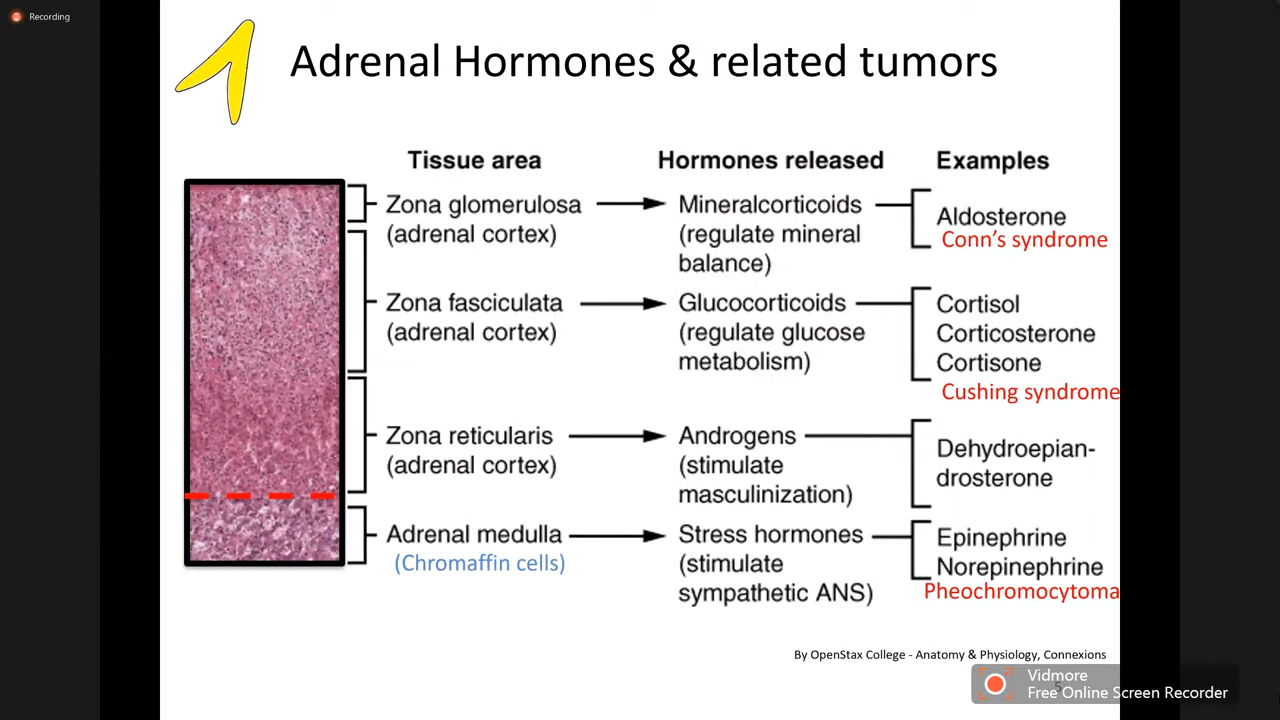 Recording
Adrenal Hormones & related tumors
Tissue area
Hormones released
Examples
Zona glomerulosa
(adrenal cortex)
Mineralcorticoids
(regulate mineral
balance)
Aldosterone
Conn's syndrome
Zona fasciculata
(adrenal cortex)
Glucocorticoids
(regulate glucose
metabolism)
Cortisol
Corticosterone
Cortisone
Cushing syndrome
Zona reticularis
(adrenal cortex)
Androgens
(stimulate
masculinization)
Dehydroepian-
drosterone
Adrenal medulla
(Chromaffin cells)
Stress hormones
(stimulate
sympathetic ANS)
Epinephrine
Norepinephrine
Pheochromocytoma
By OpenStax College - Anatomy & Physiology, Connexions
5
Vidmore
Free Online Screen Recorder